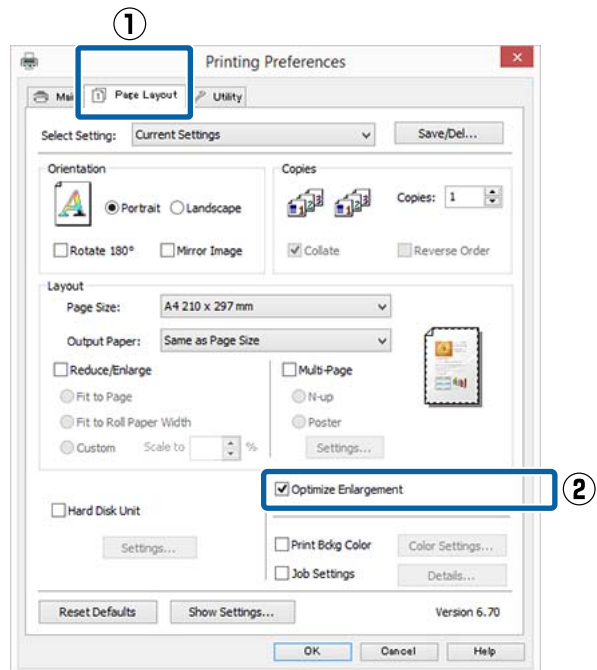 1
Printing Preferences
Mai Page Layout Utility
Select Setting: Current Settings Save/Del...
Orientation
Portrait Landscape
Rotate 180° Mirror Image
Copies
Copies: 1
Collate Reverse Order
Layout
Page Size: A4 210 x 297 mm
Output Paper: Same as Page Size
Reduce/Enlarge
Fit to Page
Fit to Roll Paper Width
Custom Scale to %
Multi-Page
N-up
Poster
Settings...
Optimize Enlargement 2
Hard Disk Unit
Settings...
Print Bckg Color Color Settings...
Job Settings Details...
Reset Defaults Show Settings... Version 6.70
OK Cancel Help